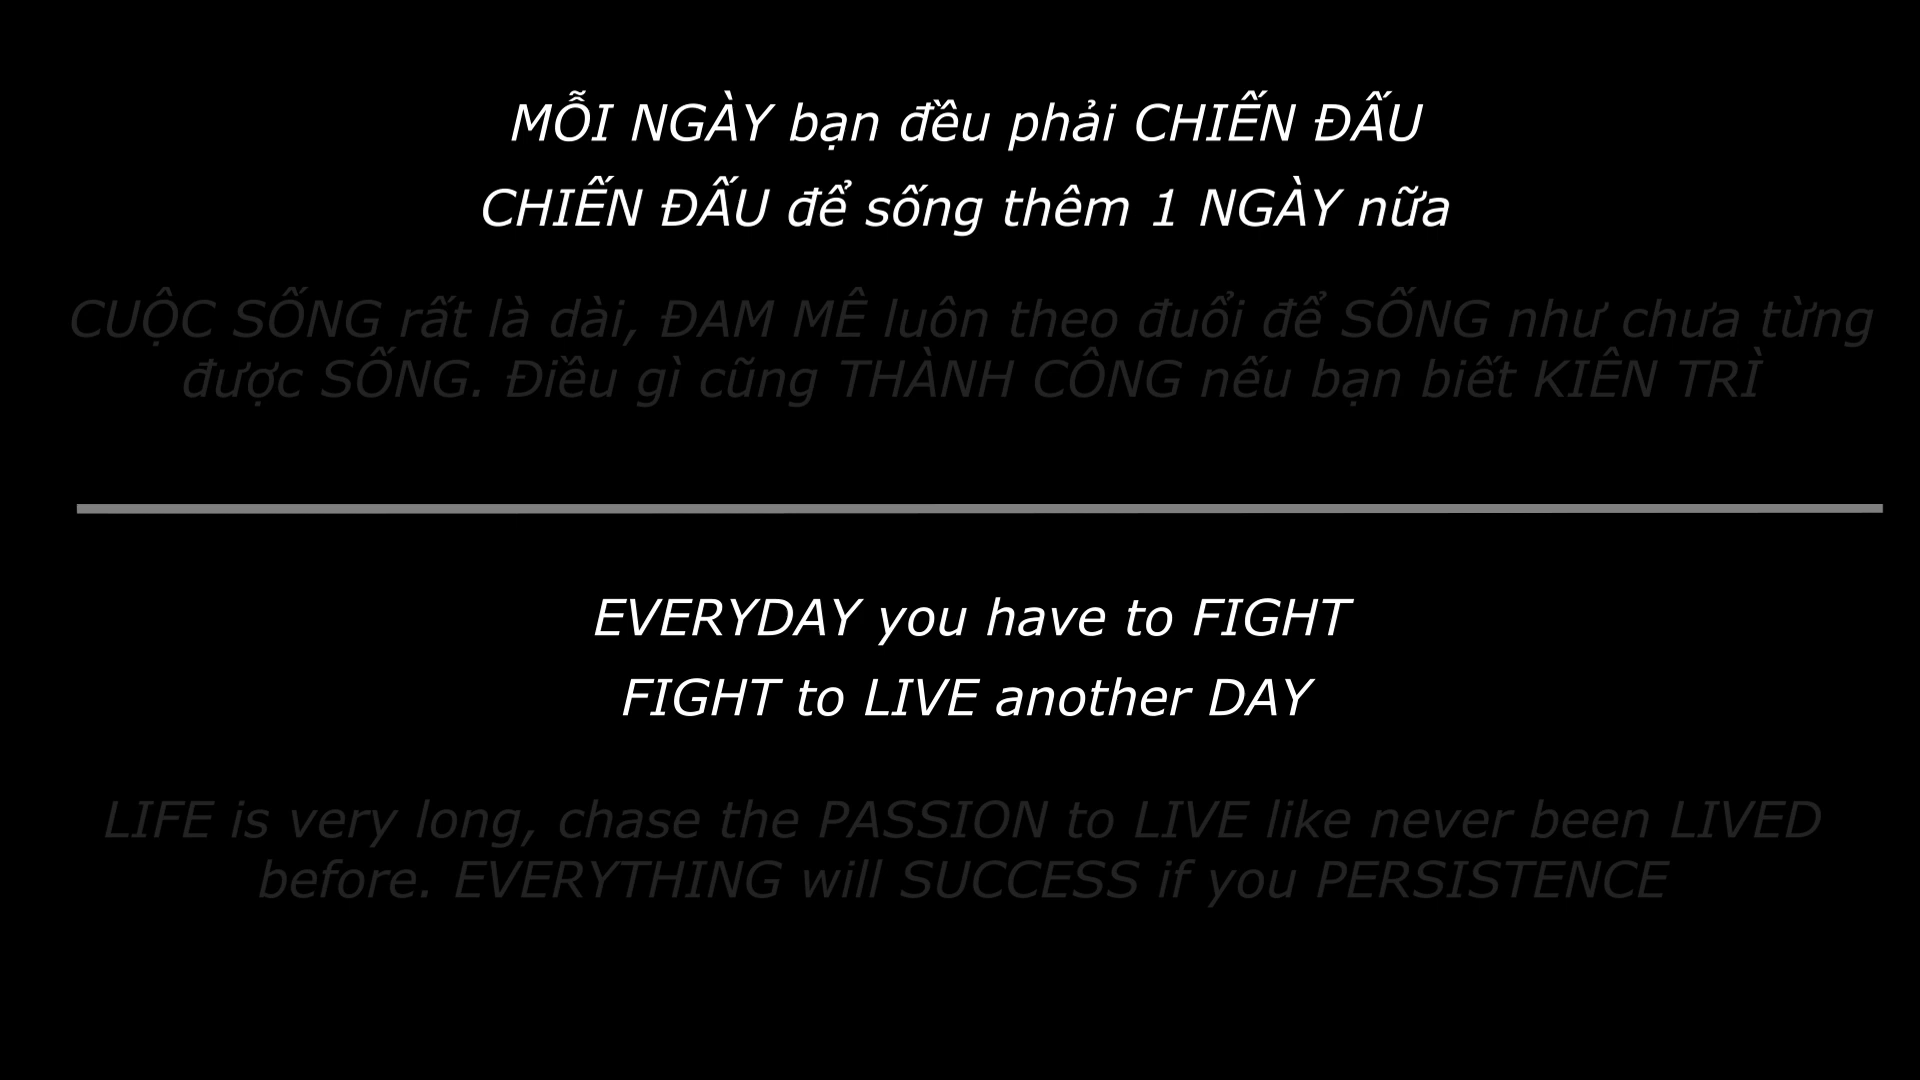 MỖI NGÀY bạn đều phải CHIẾN ĐẤU
CHIẾN ĐẤU để sống thêm 1 NGÀY nữa
CUỘC SỐNG rất là dài, ĐAM MÊ luôn theo đuổi để SỐNG như chưa từng
được SỐNG. Điều gì cũng THÀNH CÔNG nếu bạn biết KIÊN TRÌ
EVERYDAY you have to FIGHT
FIGHT to LIVE another DAY
LIFE is very long, chase the PASSION to LIVE like never been LIVED
before. EVERYTHING will SUCCESS if you PERSISTENCE